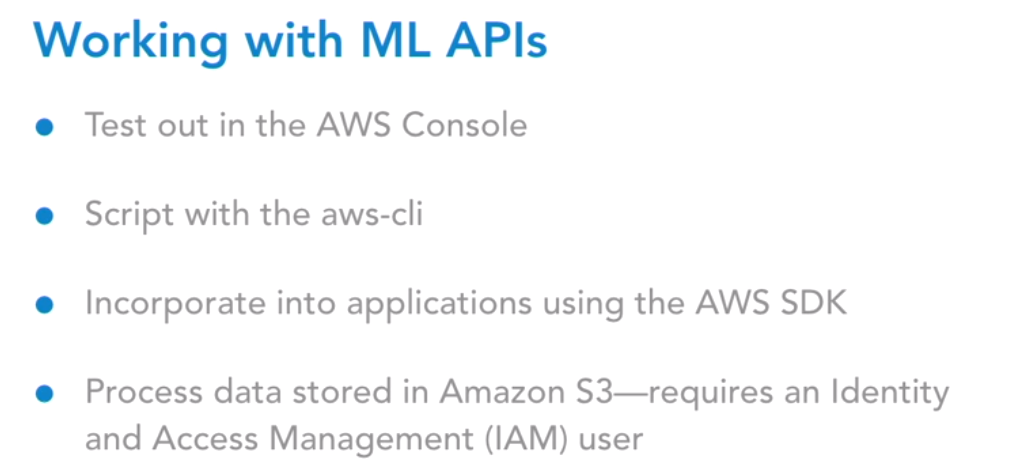 Working with ML APIs
● Test out in the AWS Console
● Script with the aws-cli
● Incorporate into applications using the AWS SDK
● Process data stored in Amazon S3—requires an Identity
and Access Management (IAM) user